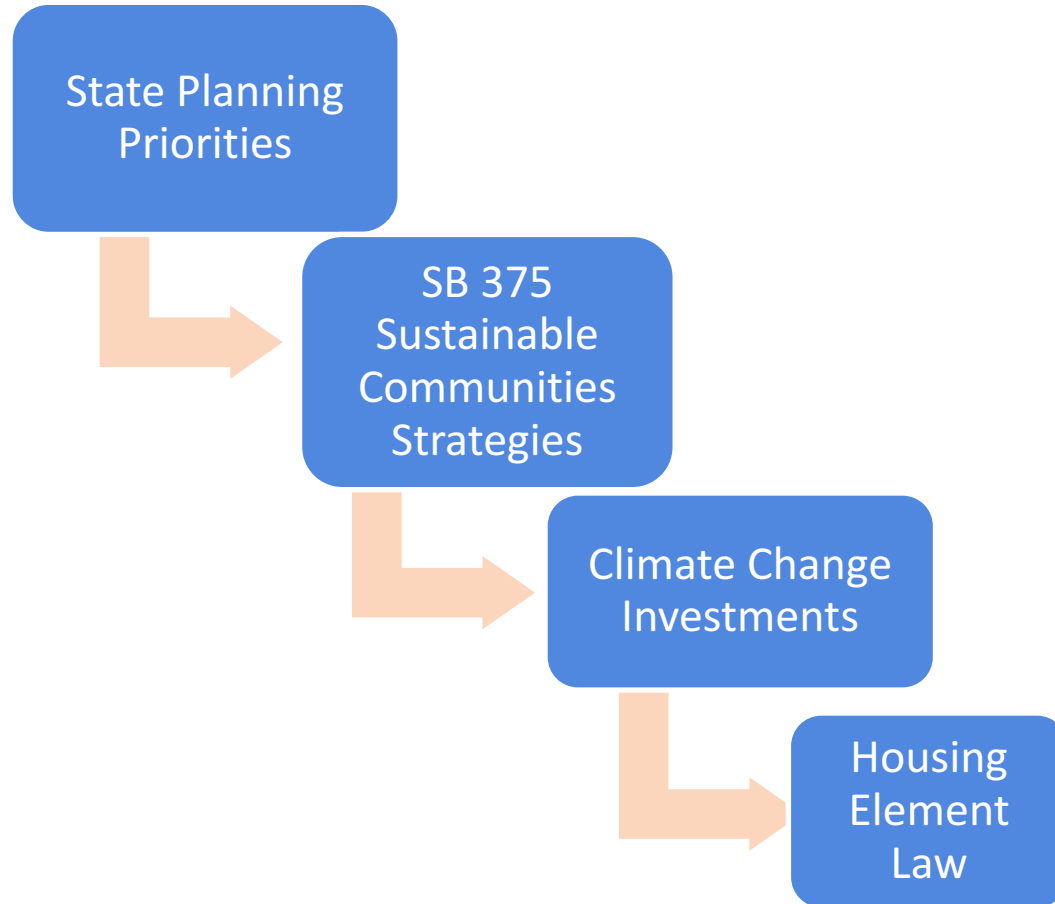 State Planning
Priorities
SB 375
Sustainable
Communities
Strategies
Climate Change
Investments
Housing
Element
Law